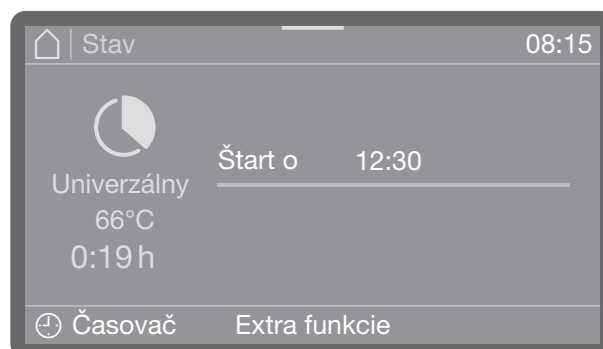 Stav 08:15
Štart o 12:30
Univerzálny
66°C
0:19 h
Časovač Extra funkcie